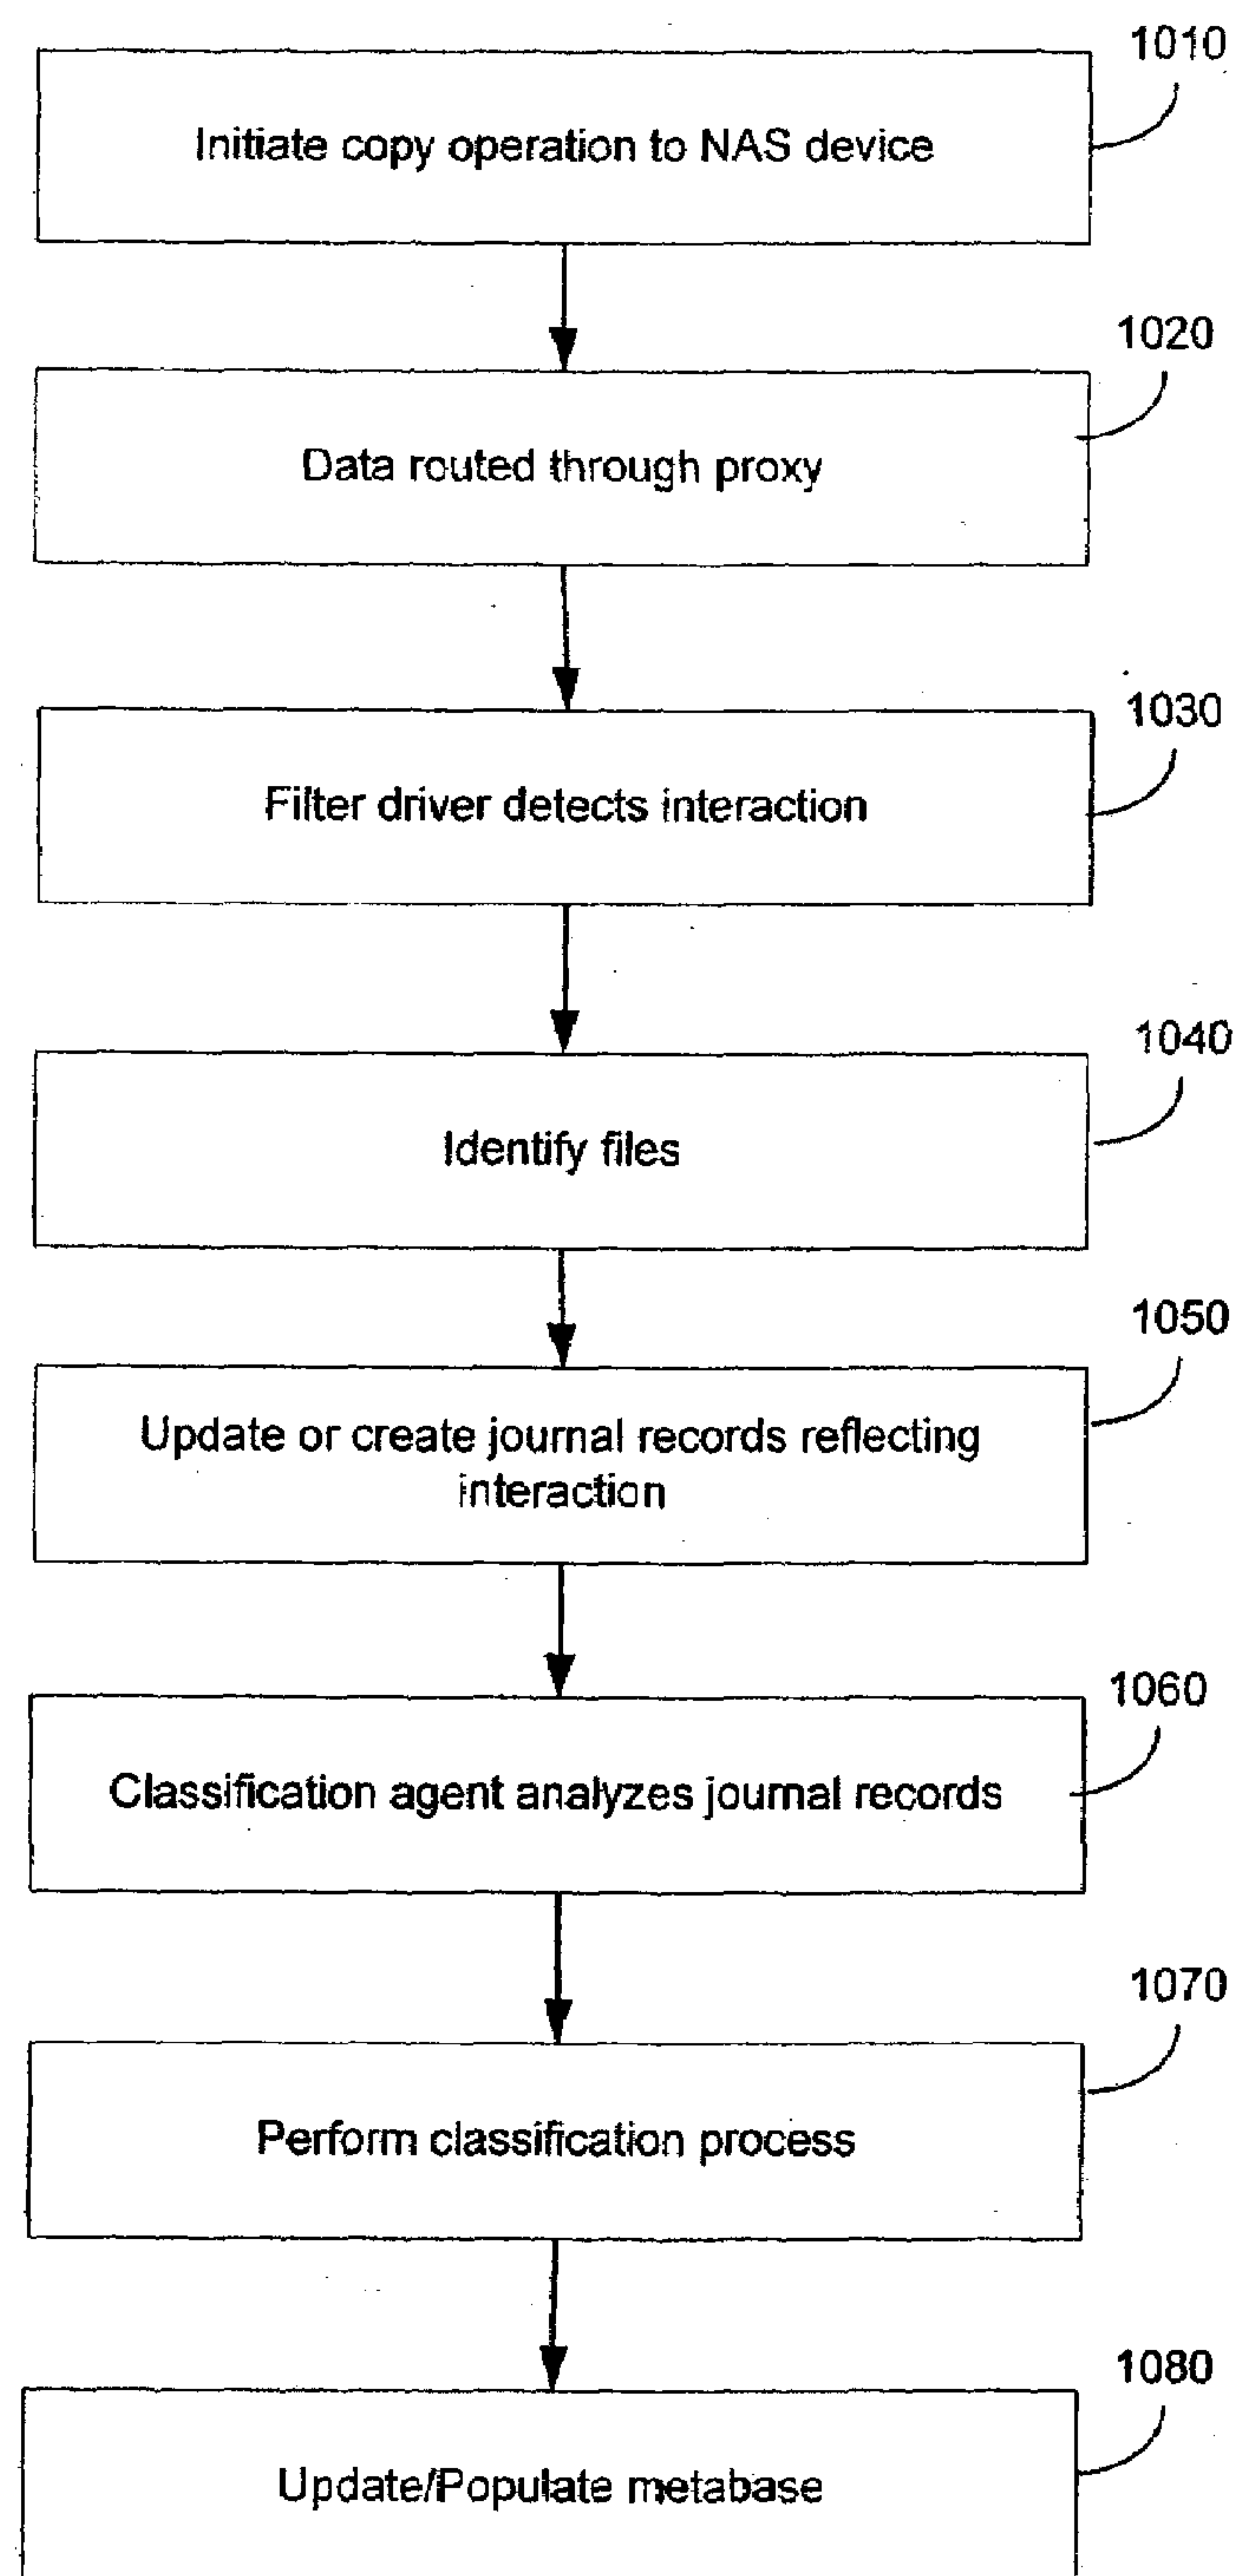 1010
Initiate copy operation to NAS device
1020
Data routed through proxy
1030
Filter driver detects interaction
1040
Identify files
1050
Update or create journal records reflecting
interaction
1060
Classification agent analyzes journal records
1070
Perform classification process
1080
Update/Populate metabase